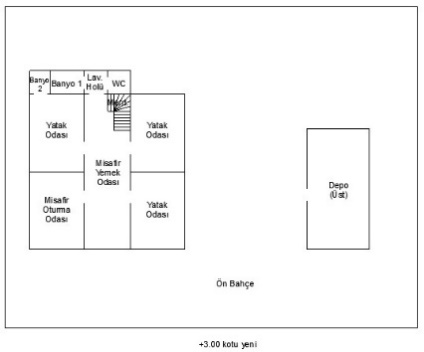 Banyo
2
Banyo 1
Lav.
Holü
WC
Yatak
Odası
Yatak
Odası
Misafir
Yemek
Odası
Misafir
Oturma
Odası
Yatak
Odası
Depo
(Üst)
Ön Bahçe
+3.00 kotu yeni